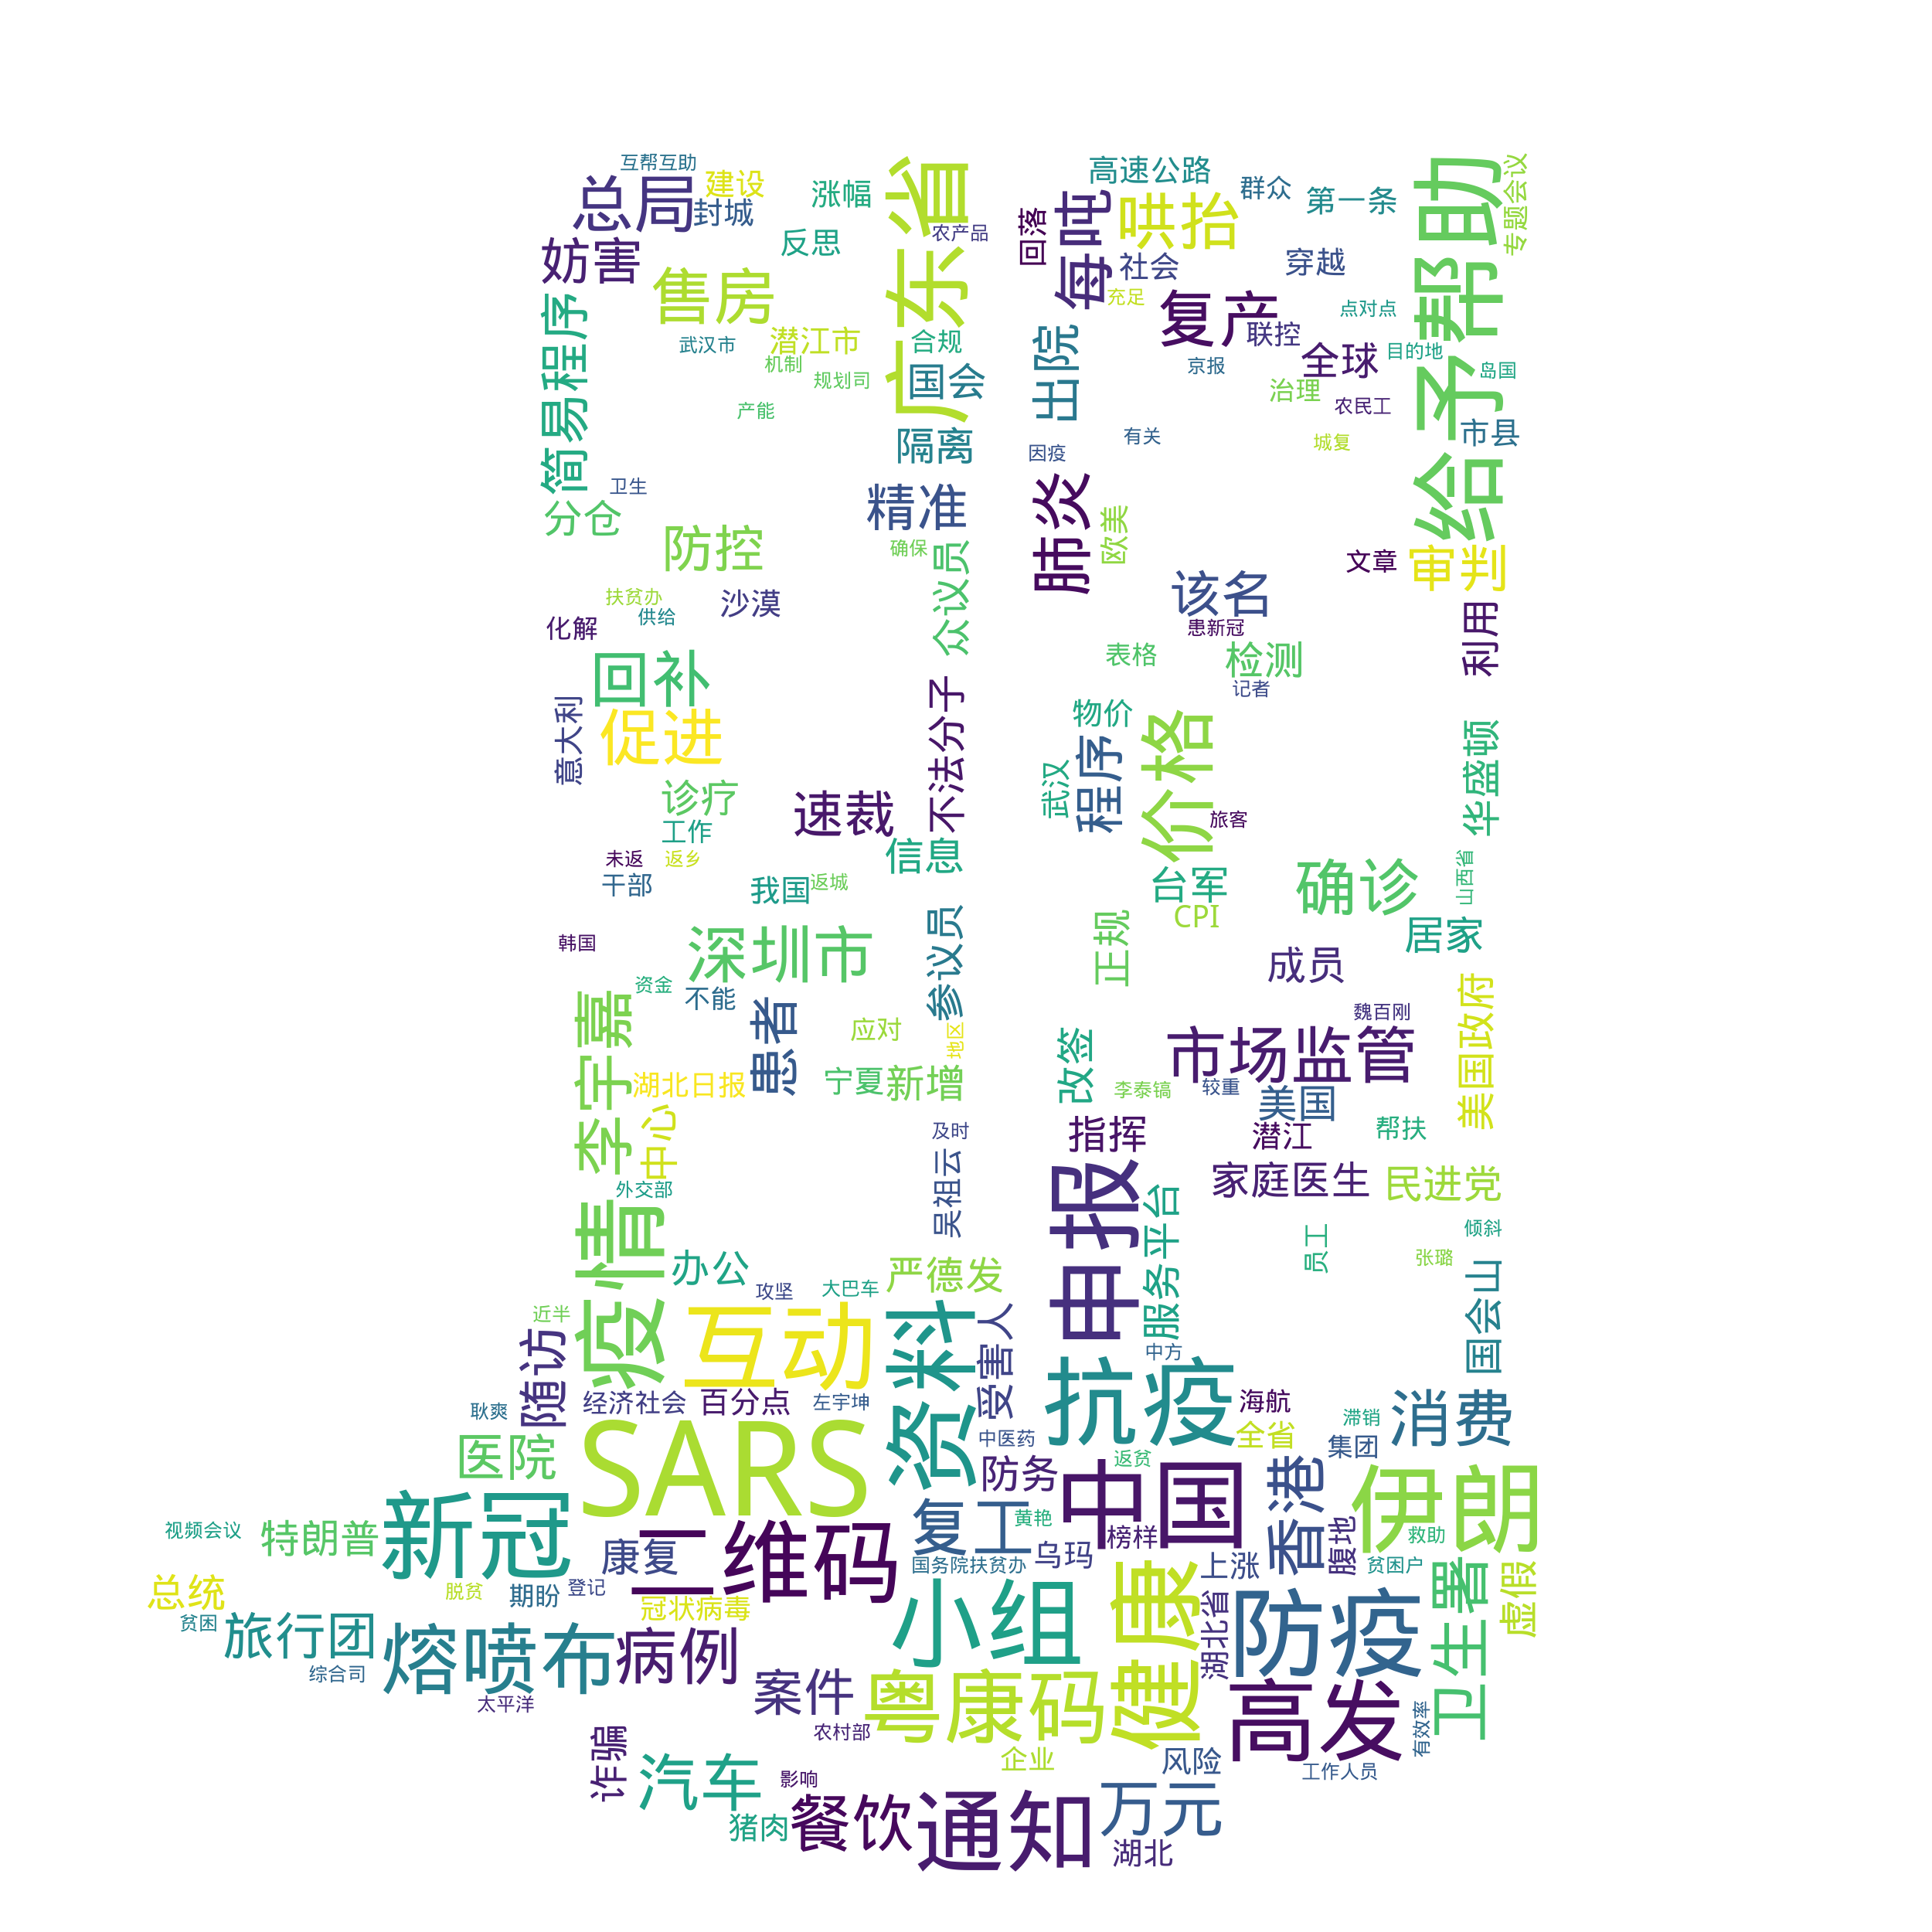 互帮互助
总局
建设
封城
涨幅
广东省
农产品
回落
每吨
高速公路
哄抬
群众
第一条
给予帮助
专题会议
妨害
反思
社会
穿越
售房
充足
复产
联控
点对点
简易程序
武汉市
潜江市
机制
规划司
合规
国会
出院
京报
全球
目的地
岛国
治理
农民工
产能
隔离
因疫
有关
城复
市县
卫生
分仓
精准
肺炎
欧美
防控
确保
众议员
该名
文章
审判
扶贫办
供给
沙漠
化解
患新冠
利用
回补
表格
检测
记者
意大利
促进
不法分子
物价
程序
价格
华盛顿
诊疗
工作
速裁
武汉
旅客
未返
返乡
干部
我国
返城
信息
台军
CPI
确诊
山西省
居家
韩国
深圳市
参议员
正规
成员
资金
不能
患者
应对
地区
魏百刚
美国政府
李宇嘉
湖北日报
宁夏
新增
改签
市场监管
李泰镐
较重
美国
中心
及时
指挥
潜江
帮扶
外交部
吴祖云
申报
家庭医生
民进党
疫情
办公
攻坚
大巴车
严德发
服务平台
员工
倾斜
张璐
国会山
近半
随访
互动
资料
受害人
中方
抗疫
耿爽
经济社会
百分点
左宇坤
中医药
海航
全省
滞销
集团
消费
医院
SARS
防务
返贫
中国
香港
伊朗
视频会议
特朗普
新冠
康复
二维码
复工
黄艳
榜样
腹地
救助
总统
脱贫
期盼
登记
国务院扶贫办
乌玛
上涨
贫困户
卫生署
虚假
贫困
旅行团
冠状病毒
小组
健康
湖北省
防疫
综合司
熔喷布
病例
太平洋
案件
粤康码
高发
有效率
诈骗
汽车
农村部
影响
企业
风险
工作人员
猪肉
餐饮
通知
万元
湖北